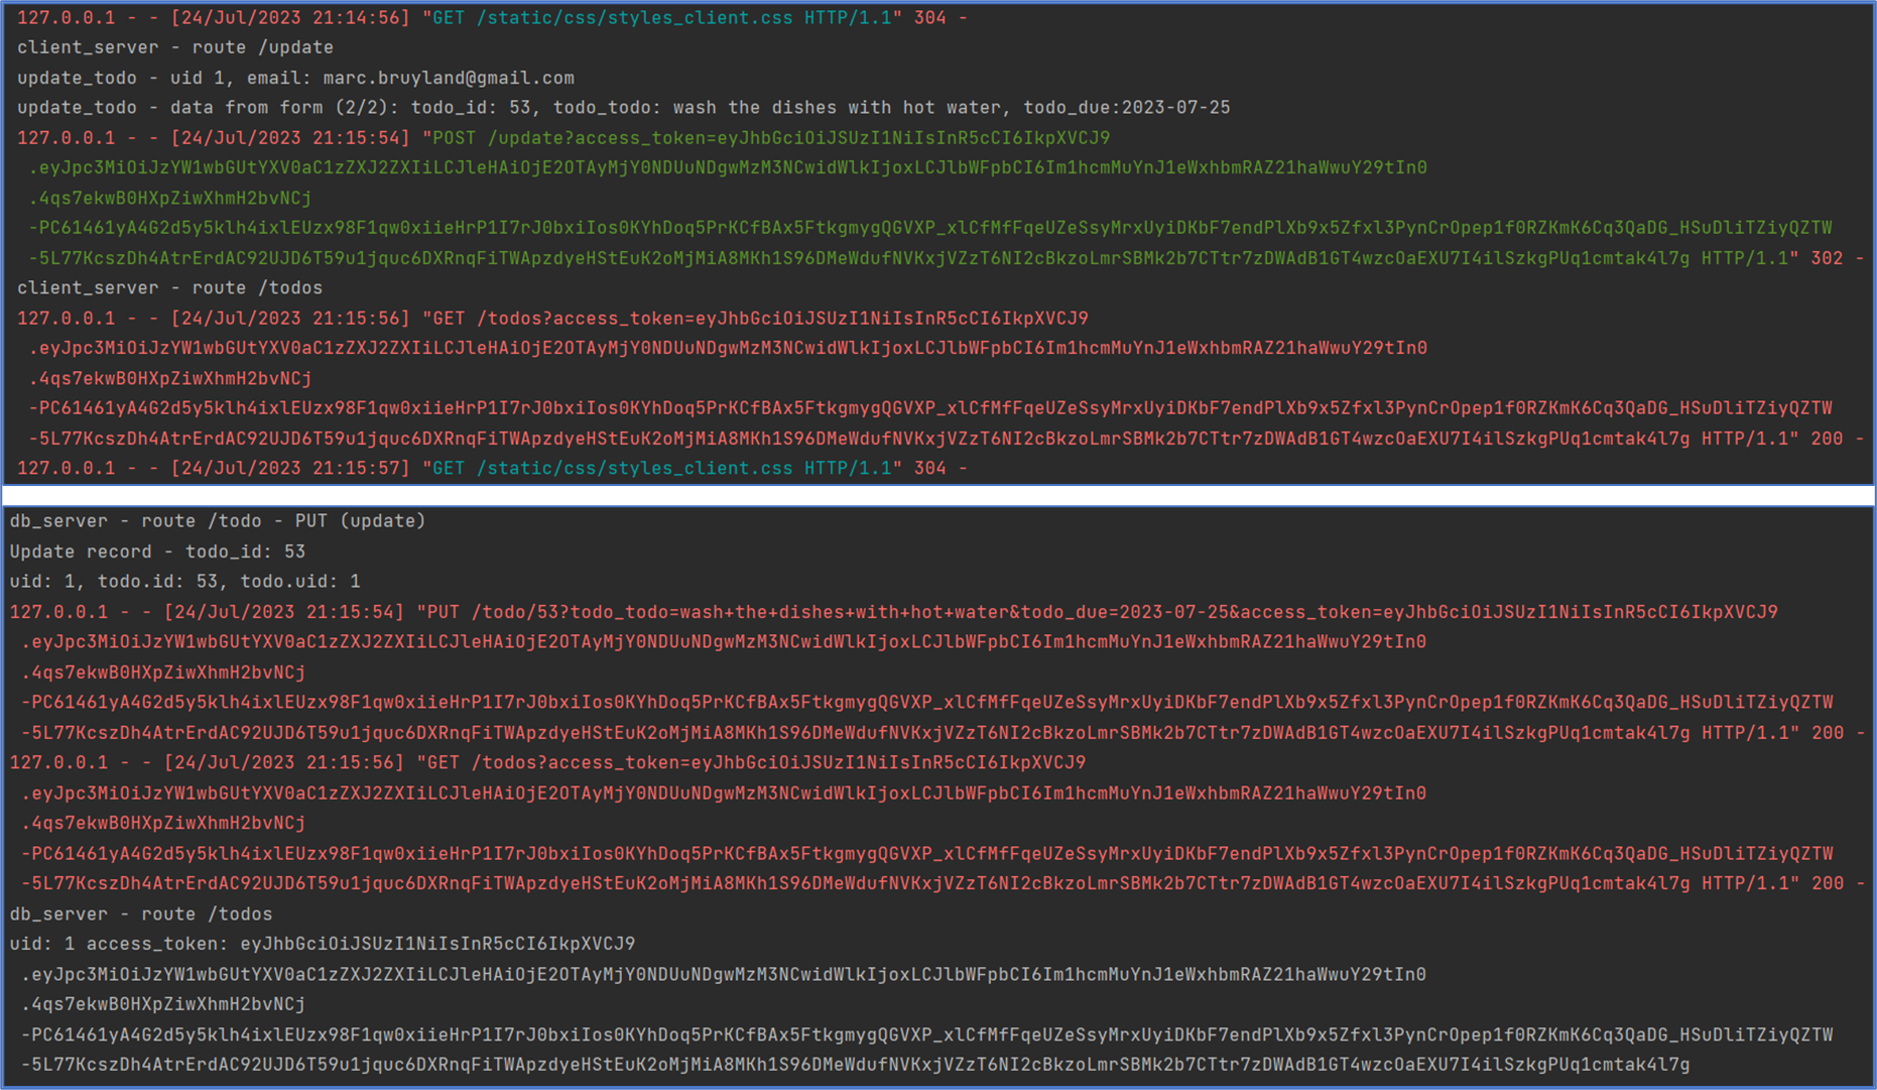 127.0.0.1 - - [24/Jul/2023 21:14:56] "GET /static/css/styles_client.css HTTP/1.1" 304 -
client_server - route /update
update_todo - uid 1, email: marc.bruyland@gmail.com
update_todo - data from form (2/2): todo_id: 53, todo_todo: wash the dishes with hot water, todo_due:2023-07-25
127.0.0.1 - - [24/Jul/2023 21:15:54] "POST /update?access_token=eyJhbGciOiJSUzI1NiIsInR5cCI6IkpXVCJ9
.eyJpc3MiOiJzYW1wbGUtYXV0aC1zZXJ2ZXIiLCJleHAiOjE2OTAyMjY0NDUuNDgwMzM3NCwidWlkIjoxLCJlbWFpbCI6Im1hcmMuYnJ1eWxhbmRAZ21haWwuY29tIn0
.4qs7ekwB0HXpZiwXhmH2bvNCj
-PC61461yA4G2d5y5klh4ixlEUzx98F1qw0xiieHrP1I7rJ0bxiIos0KYhDoq5PrKCfBAx5FtkgmygQGVXP_xlCfMfFqeUZeSsyMrxUyiDKbF7endPlXb9x5Zfxl3PynCrOpep1f0RZKmK6Cq3QaDG_HSuDliTZiyQZTW
-5L77KcszDh4AtrErdAC92UJD6T59u1jquc6DXRnqFiTWApzdyeHStEuK2oMjMiA8MKh1S96DMeWdufNVKxjVZzT6NI2cBkzoLmrSBMk2b7CTtr7zDWAdB1GT4wzcOaEXU7I4ilSzkgPUq1cmtak4l7g HTTP/1.1" 302 -
client_server - route /todos
127.0.0.1 - - [24/Jul/2023 21:15:56] "GET /todos?access_token=eyJhbGciOiJSUzI1NiIsInR5cCI6IkpXVCJ9
.eyJpc3MiOiJzYW1wbGUtYXV0aC1zZXJ2ZXIiLCJleHAiOjE2OTAyMjY0NDUuNDgwMzM3NCwidWlkIjoxLCJlbWFpbCI6Im1hcmMuYnJ1eWxhbmRAZ21haWwuY29tIn0
.4qs7ekwB0HXpZiwXhmH2bvNCj
-PC61461yA4G2d5y5klh4ixlEUzx98F1qw0xiieHrP1I7rJ0bxiIos0KYhDoq5PrKCfBAx5FtkgmygQGVXP_xlCfMfFqeUZeSsyMrxUyiDKbF7endPlXb9x5Zfxl3PynCrOpep1f0RZKmK6Cq3QaDG_HSuDliTZiyQZTW
-5L77KcszDh4AtrErdAC92UJD6T59u1jquc6DXRnqFiTWApzdyeHStEuK2oMjMiA8MKh1S96DMeWdufNVKxjVZzT6NI2cBkzoLmrSBMk2b7CTtr7zDWAdB1GT4wzcOaEXU7I4ilSzkgPUq1cmtak4l7g HTTP/1.1" 200 -
127.0.0.1 - - [24/Jul/2023 21:15:57] "GET /static/css/styles_client.css HTTP/1.1" 304 -
db_server - route /todo - PUT (update)
Update record - todo_id: 53
uid: 1, todo.id: 53, todo.uid: 1
127.0.0.1 - - [24/Jul/2023 21:15:54] "PUT /todo/53?todo_todo=wash+the+dishes+with+hot+water&todo_due=2023-07-25&access_token=eyJhbGciOiJSUzI1NiIsInR5cCI6IkpXVCJ9
.eyJpc3MiOiJzYW1wbGUtYXV0aC1zZXJ2ZXIiLCJleHAiOjE2OTAyMjY0NDUuNDgwMzM3NCwidWlkIjoxLCJlbWFpbCI6Im1hcmMuYnJ1eWxhbmRAZ21haWwuY29tIn0
.4qs7ekwB0HXpZiwXhmH2bvNCj
-PC61461yA4G2d5y5klh4ixlEUzx98F1qw0xiieHrP1I7rJ0bxiIos0KYhDoq5PrKCfBAx5FtkgmygQGVXP_xlCfMfFqeUZeSsyMrxUyiDKbF7endPlXb9x5Zfxl3PynCrOpep1f0RZKmK6Cq3QaDG_HSuDliTZiyQZTW
-5L77KcszDh4AtrErdAC92UJD6T59u1jquc6DXRnqFiTWApzdyeHStEuK2oMjMiA8MKh1S96DMeWdufNVKxjVZzT6NI2cBkzoLmrSBMk2b7CTtr7zDWAdB1GT4wzcOaEXU7I4ilSzkgPUq1cmtak4l7g HTTP/1.1" 200 -
127.0.0.1 - - [24/Jul/2023 21:15:56] "GET /todos?access_token=eyJhbGciOiJSUzI1NiIsInR5cCI6IkpXVCJ9
.eyJpc3MiOiJzYW1wbGUtYXV0aC1zZXJ2ZXIiLCJleHAiOjE2OTAyMjY0NDUuNDgwMzM3NCwidWlkIjoxLCJlbWFpbCI6Im1hcmMuYnJ1eWxhbmRAZ21haWwuY29tIn0
.4qs7ekwB0HXpZiwXhmH2bvNCj
-PC61461yA4G2d5y5klh4ixlEUzx98F1qw0xiieHrP1I7rJ0bxiIos0KYhDoq5PrKCfBAx5FtkgmygQGVXP_xlCfMfFqeUZeSsyMrxUyiDKbF7endPlXb9x5Zfxl3PynCrOpep1f0RZKmK6Cq3QaDG_HSuDliTZiyQZTW
-5L77KcszDh4AtrErdAC92UJD6T59u1jquc6DXRnqFiTWApzdyeHStEuK2oMjMiA8MKh1S96DMeWdufNVKxjVZzT6NI2cBkzoLmrSBMk2b7CTtr7zDWAdB1GT4wzcOaEXU7I4ilSzkgPUq1cmtak4l7g HTTP/1.1" 200 -
db_server - route /todos
uid: 1 access_token: eyJhbGciOiJSUzI1NiIsInR5cCI6IkpXVCJ9
.eyJpc3MiOiJzYW1wbGUtYXV0aC1zZXJ2ZXIiLCJleHAiOjE2OTAyMjY0NDUuNDgwMzM3NCwidWlkIjoxLCJlbWFpbCI6Im1hcmMuYnJ1eWxhbmRAZ21haWwuY29tIn0
.4qs7ekwB0HXpZiwXhmH2bvNCj
-PC61461yA4G2d5y5klh4ixlEUzx98F1qw0xiieHrP1I7rJ0bxiIos0KYhDoq5PrKCfBAx5FtkgmygQGVXP_xlCfMfFqeUZeSsyMrxUyiDKbF7endPlXb9x5Zfxl3PynCrOpep1f0RZKmK6Cq3QaDG_HSuDliTZiyQZTW
-5L77KcszDh4AtrErdAC92UJD6T59u1jquc6DXRnqFiTWApzdyeHStEuK2oMjMiA8MKh1S96DMeWdufNVKxjVZzT6NI2cBkzoLmrSBMk2b7CTtr7zDWAdB1GT4wzcOaEXU7I4ilSzkgPUq1cmtak4l7g